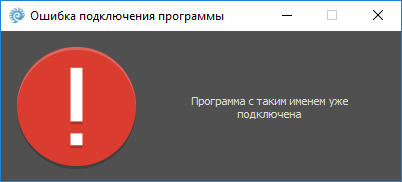 Ошибка подключения программы
Программа с таким именем уже
подключена